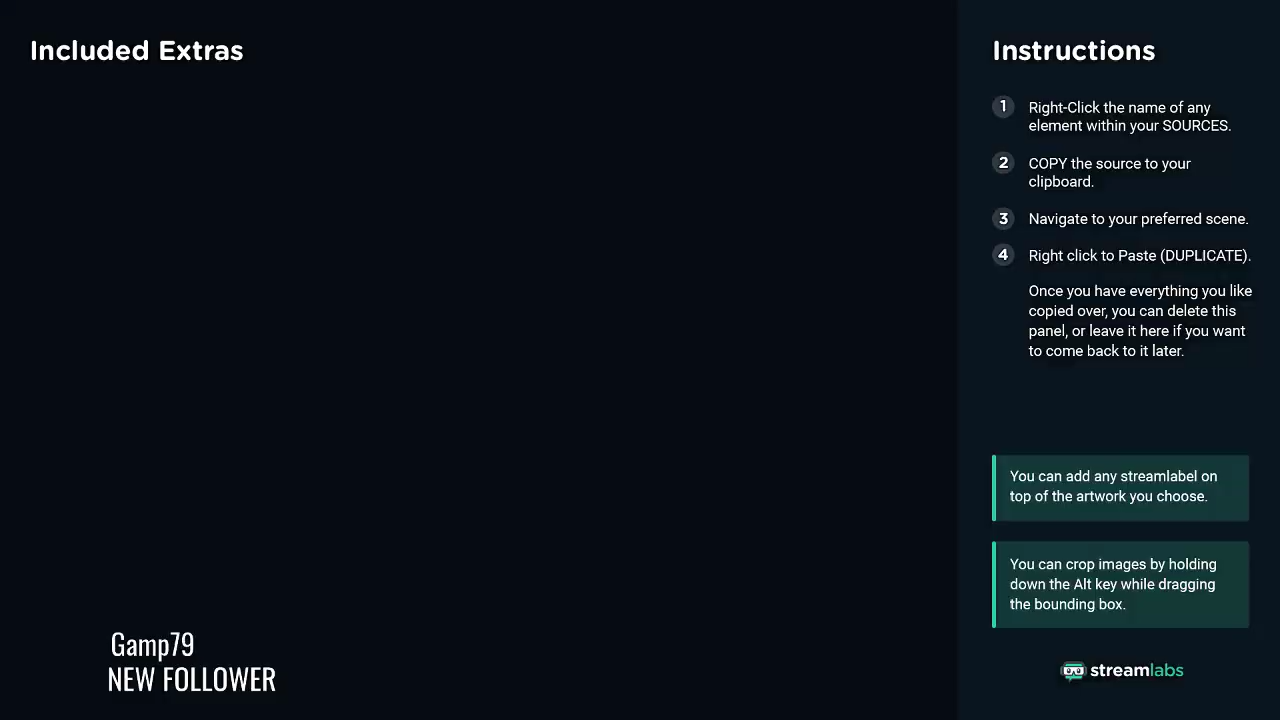 Included Extras
Instructions
1 Right-Click the name of any
element within your SOURCES.
2 COPY the source to your
clipboard.
3 Navigate to your preferred scene.
4 Right click to Paste (DUPLICATE).
Once you have everything you like
copied over, you can delete this
panel, or leave it here if you want
to come back to it later.
You can add any streamlabel on
top of the artwork you choose.
You can crop images by holding
down the Alt key while dragging
the bounding box.
Gamp79
NEW FOLLOWER
streamlabs